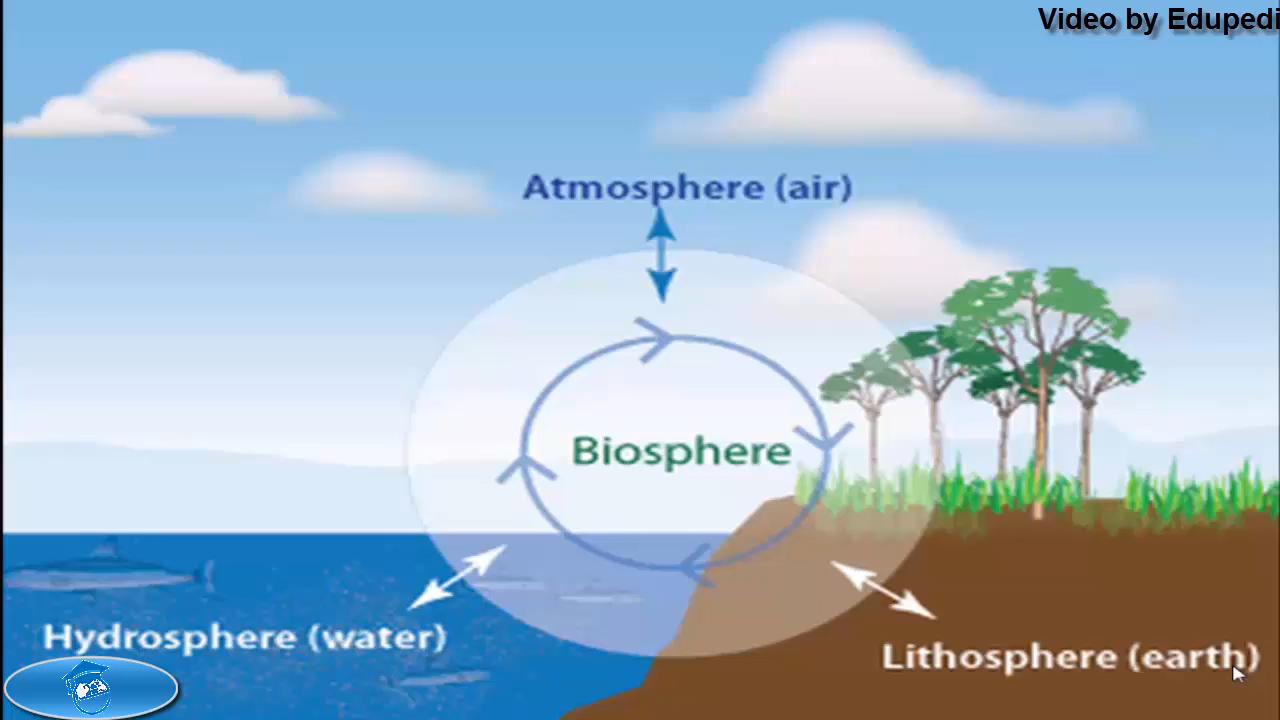 Video by Edupedi
Atmosphere (air)
Biosphere
Hydrosphere (water)
Lithosphere (earth)